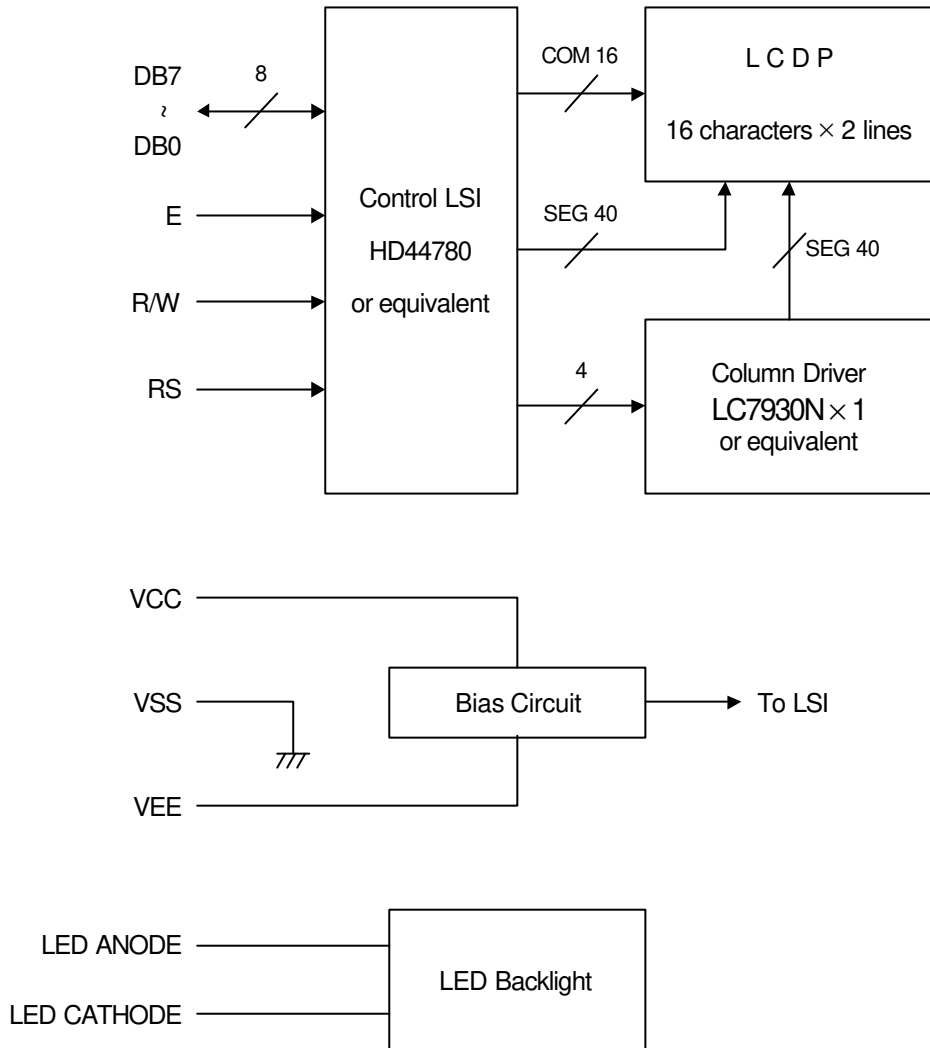 DB7
~
DB0
8
E
R/W
RS
Control LSI
HD44780
or equivalent
COM 16
SEG 40
4
L C D P
16 characters × 2 lines
SEG 40
Column Driver
LC7930N × 1
or equivalent
VCC
VSS
VEE
Bias Circuit
To LSI
LED ANODE
LED CATHODE
LED Backlight